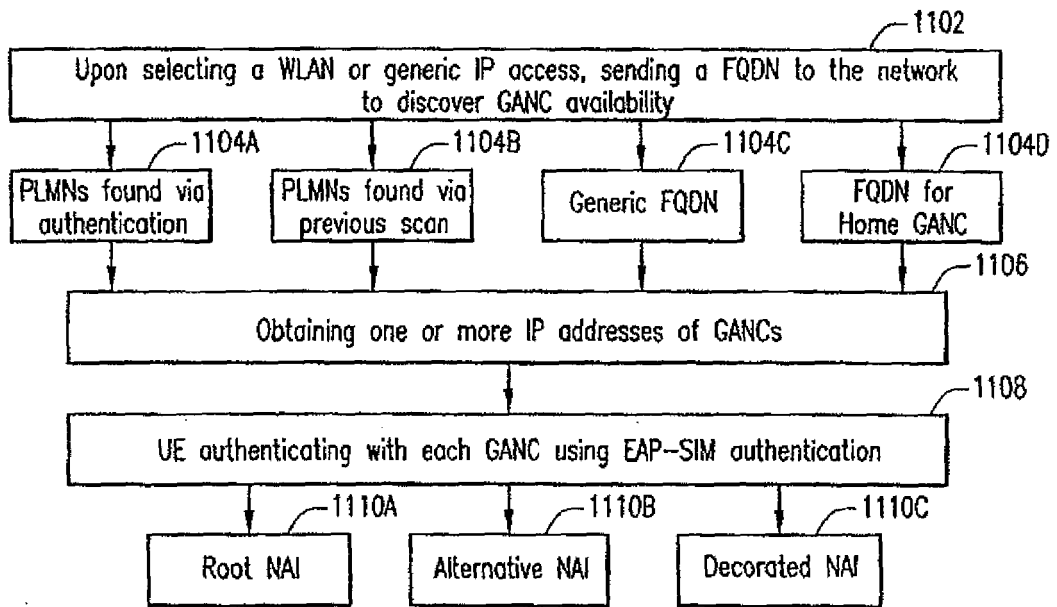 1102
Upon selecting a WLAN or generic IP access, sending a FQDN to the network
to discover GANC availability
1104A
1104B
1104C
1104D
PLMNs found via
authentication
PLMNs found via
previous scan
Generic FQDN
FQDN for
Home GANC
1106
Obtaining one or more IP addresses of GANCs
1108
UE authenticating with each GANC using EAP-SIM authentication
1110A
1110B
1110C
Root NAI
Alternative NAI
Decorated NAI